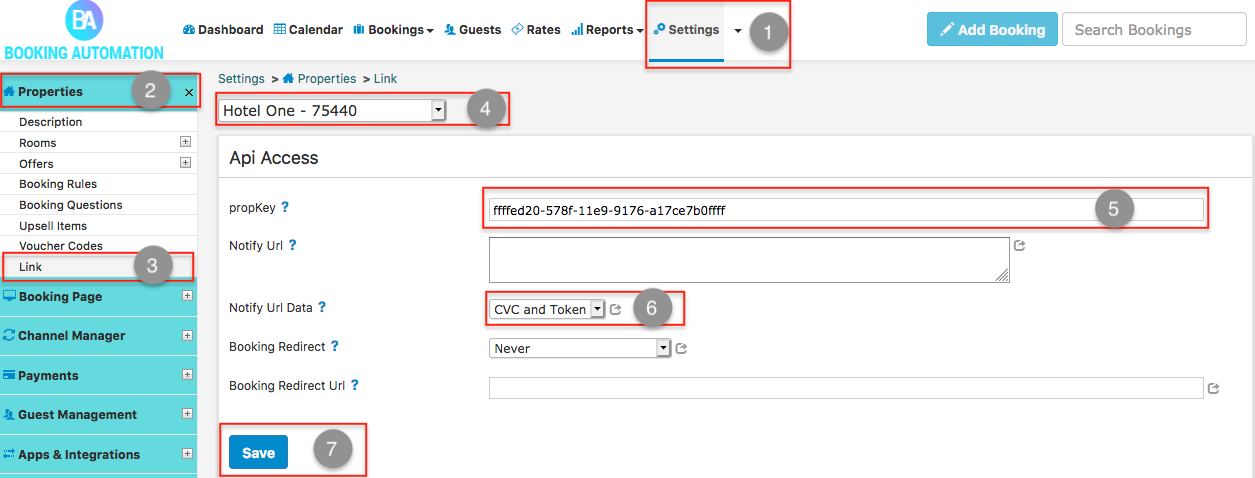 BA
BOOKING AUTOMATION
Dashboard Calendar Bookings Guests Rates Reports Settings 1 Add Booking Search Bookings
Properties 2 x
Description
Rooms
Offers
Booking Rules
Booking Questions
Upsell Items
Voucher Codes
Link 3
Booking Page
Channel Manager
Payments
Guest Management
Apps & Integrations
Settings > Properties > Link
Hotel One - 75440 4
Api Access
propKey ? ffffed20-578f-11e9-9176-a17ce7b0ffff 5
Notify Url ?
Notify Url Data ? CVC and Token 6
Booking Redirect ? Never
Booking Redirect Url ?
Save 7